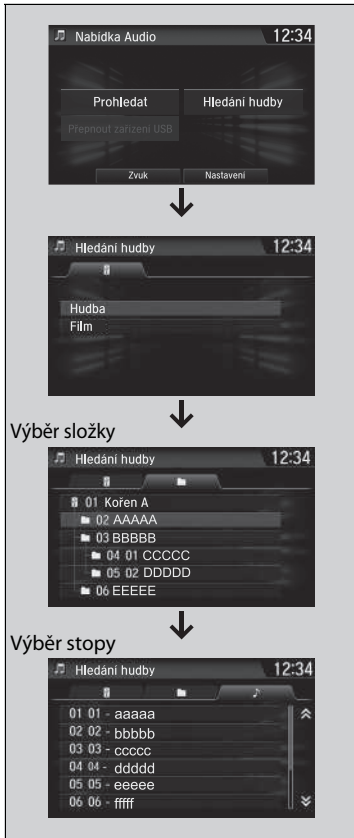 Nabídka Audio 12:34
Prohledat Hledání hudby
Přepnout zařízení USB
Zvuk Nastavení
Hledání hudby 12:34
Hudba
Film
Výběr složky
Hledání hudby 12:34
01 Kořen A
02 AAAAA
03 BBBBB
04 01 CCCCC
05 02 DDDDD
06 EEEEE
Výběr stopy
Hledání hudby 12:34
01 01 - aaaaa
02 02 - bbbbb
03 03 - ccccc
04 04 - ddddd
05 05 - eeeee
06 06 - fffff